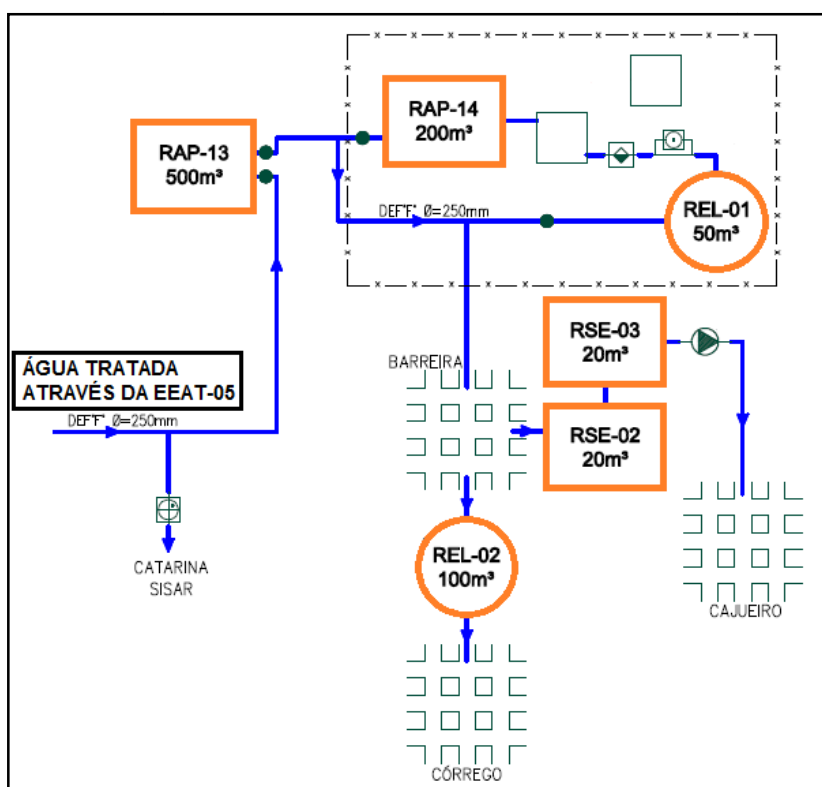 RAP-14
200m³
RAP-13
500m³
REL-01
50m³
DEF°F° Ø=250mm
RSE-03
20m³
BARREIRA
ÁGUA TRATADA
ATRAVÉS DA EEAT-05
DEF°F° Ø=250mm
RSE-02
20m³
CATARINA
SISAR
REL-02
100m³
CAJUEIRO
CÓRREGO